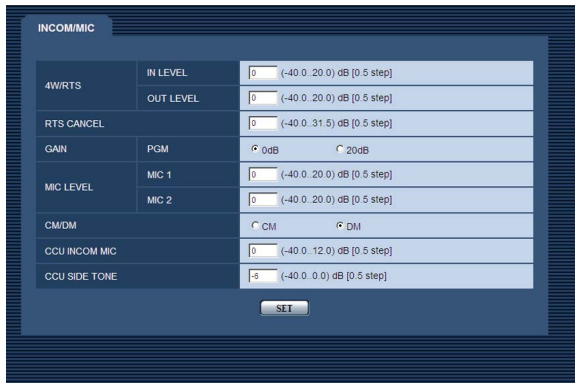 INCOM/MIC
4W/RTS
IN LEVEL 0 (-40.0..20.0) dB [0.5 step]
OUT LEVEL 0 (-40.0..20.0) dB [0.5 step]
RTS CANCEL 0 (-40.0..31.5) dB [0.5 step]
GAIN PGM 0dB 20dB
MIC LEVEL
MIC 1 0 (-40.0..20.0) dB [0.5 step]
MIC 2 0 (-40.0..20.0) dB [0.5 step]
CM/DM CM DM
CCU INCOM MIC 0 (-40.0..12.0) dB [0.5 step]
CCU SIDE TONE -6 (-40.0..0.0) dB [0.5 step]
SET